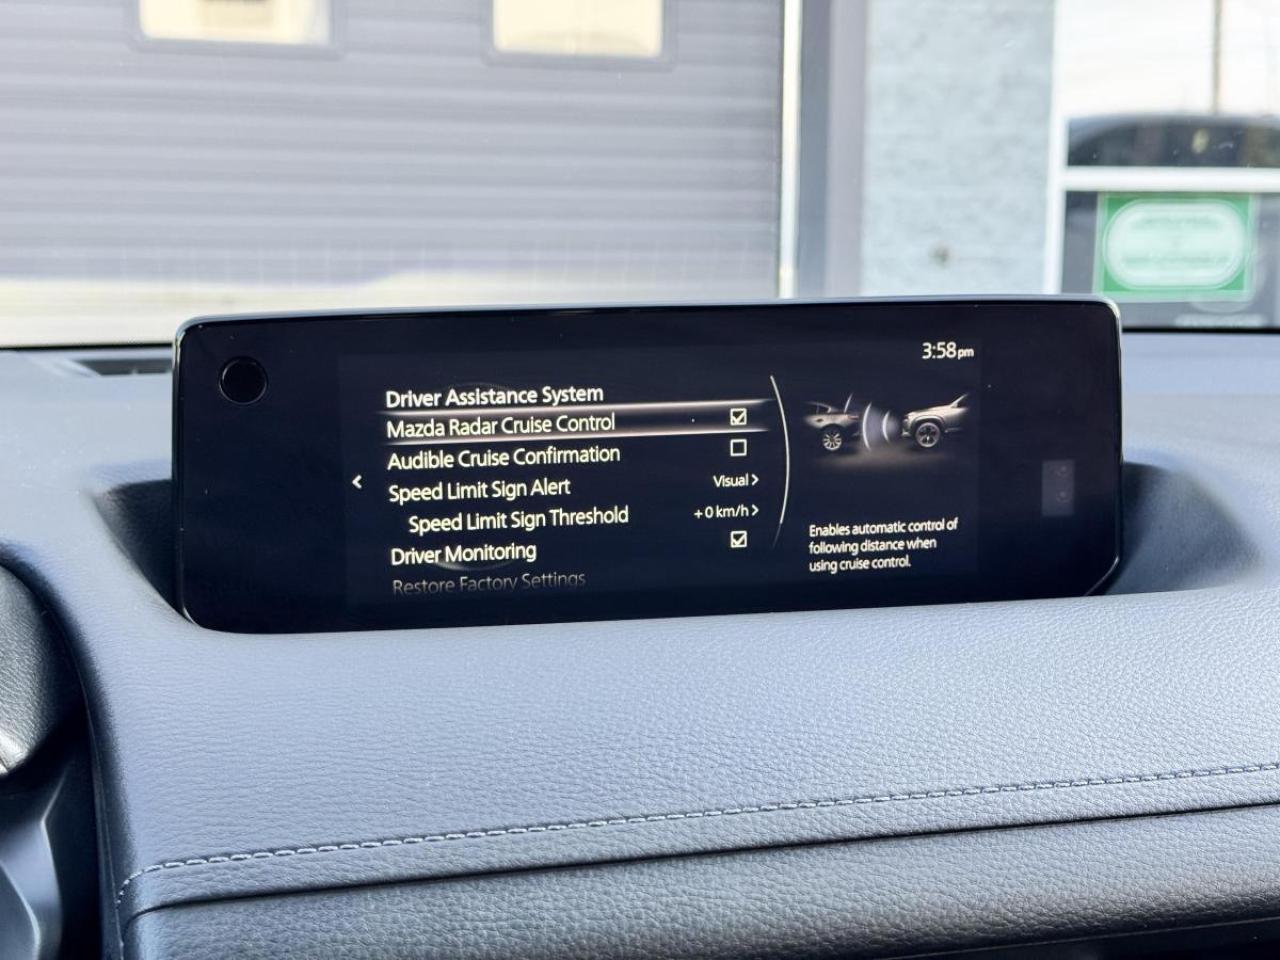 3:58pm
Driver Assistance System
Mazda Radar Cruise Control
Audible Cruise Confirmation
Speed Limit Sign Alert Visual >
Speed Limit Sign Threshold +0 km/h >
Driver Monitoring
Restore Factory Settings
Enables automatic control of
following distance when
using cruise control.